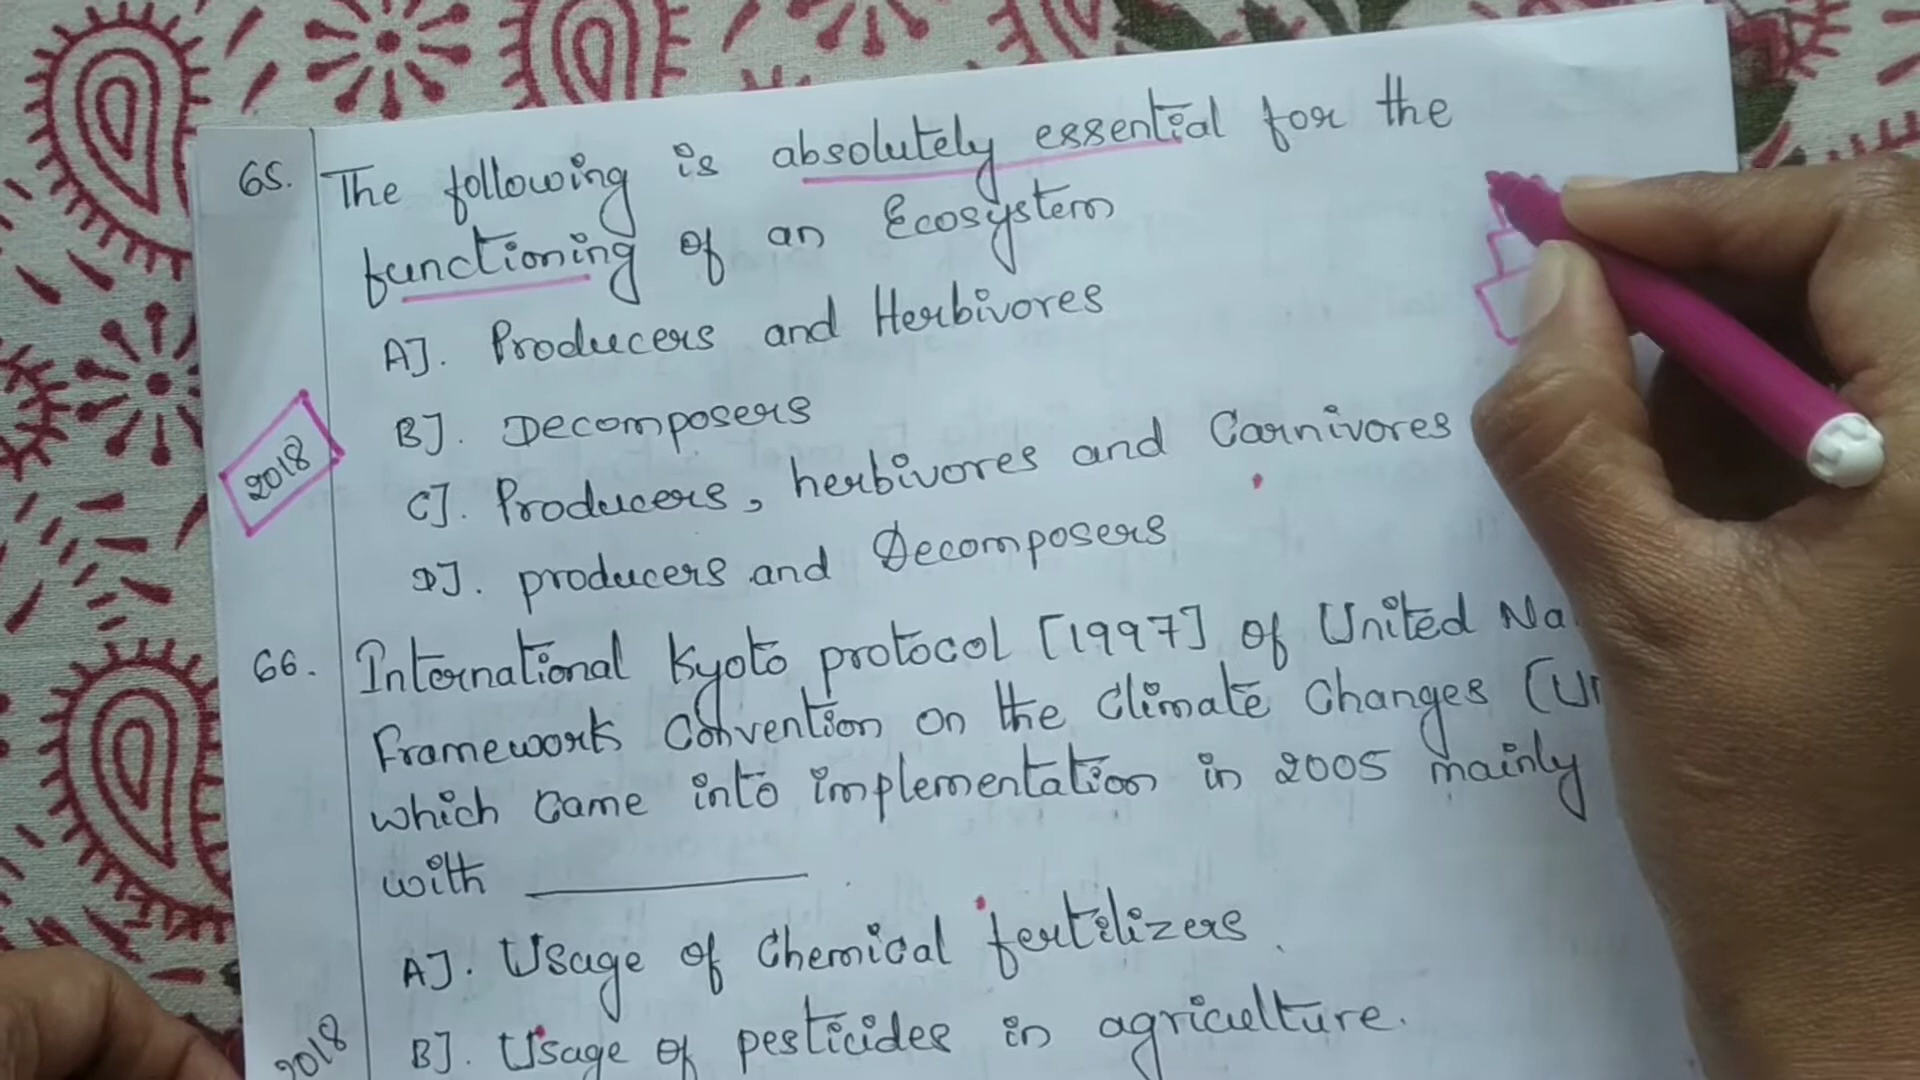 65. The following is absolutely essential for the
functioning of an Ecosystem
A]. Producers and Herbivores
B]. Decomposers
2018
C]. Producers, herbivores and Carnivores
D]. producers and Decomposers
66. International Kyoto protocol [1997] of United
Framework Convention on the Climate Changes
which came into implementation in 2005 mainly
with
A]. Usage of Chemical fertilizers.
B]. Usage of pesticides in agriculture.
2018